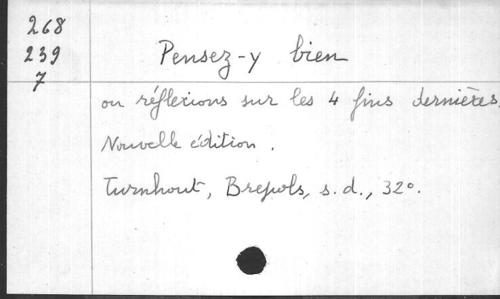 268
239
7
Pensez-y bien
ou réflexions sur les 4 fins dernières.
Nouvelle édition.
Turnhout, Brepols, s.d., 32°.